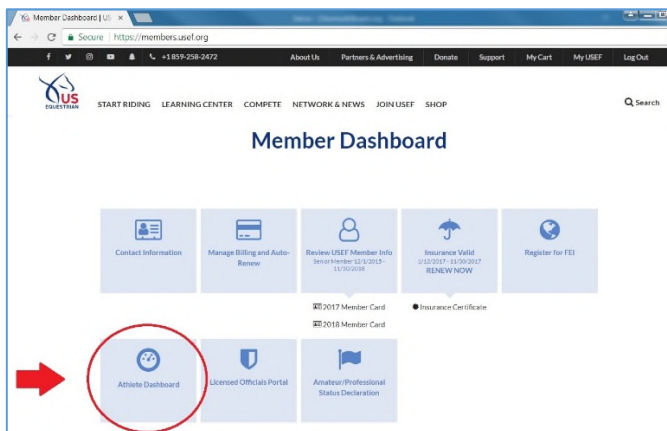 Member Dashboard | US
Secure https://members.usef.org
+1 859-258-2472 About Us Partners & Advertising Donate Support My Cart My USEF Log Out
US
EQUESTRIAN
START RIDING LEARNING CENTER COMPETE NETWORK & NEWS JOIN USEF SHOP Search
Member Dashboard
Contact Information
Manage Billing and Auto-
Renew
Review USEF Member Info
Senior Member 12/1/2015 -
11/30/2018
Insurance Valid
1/12/2017 - 11/30/2017
RENEW NOW
Register for FEI
2017 Member Card
2018 Member Card
Insurance Certificate
Athlete Dashboard
Licensed Officials Portal
Amateur/Professional
Status Declaration